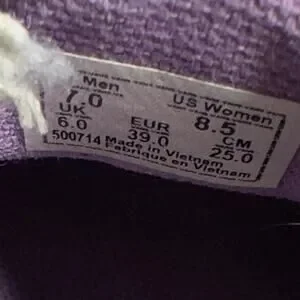 Men US Women
7.0 8.5
UK EUR CM
6.0 39.0 25.0
500714 Made in Vietnam
Fabrique en Vietnam